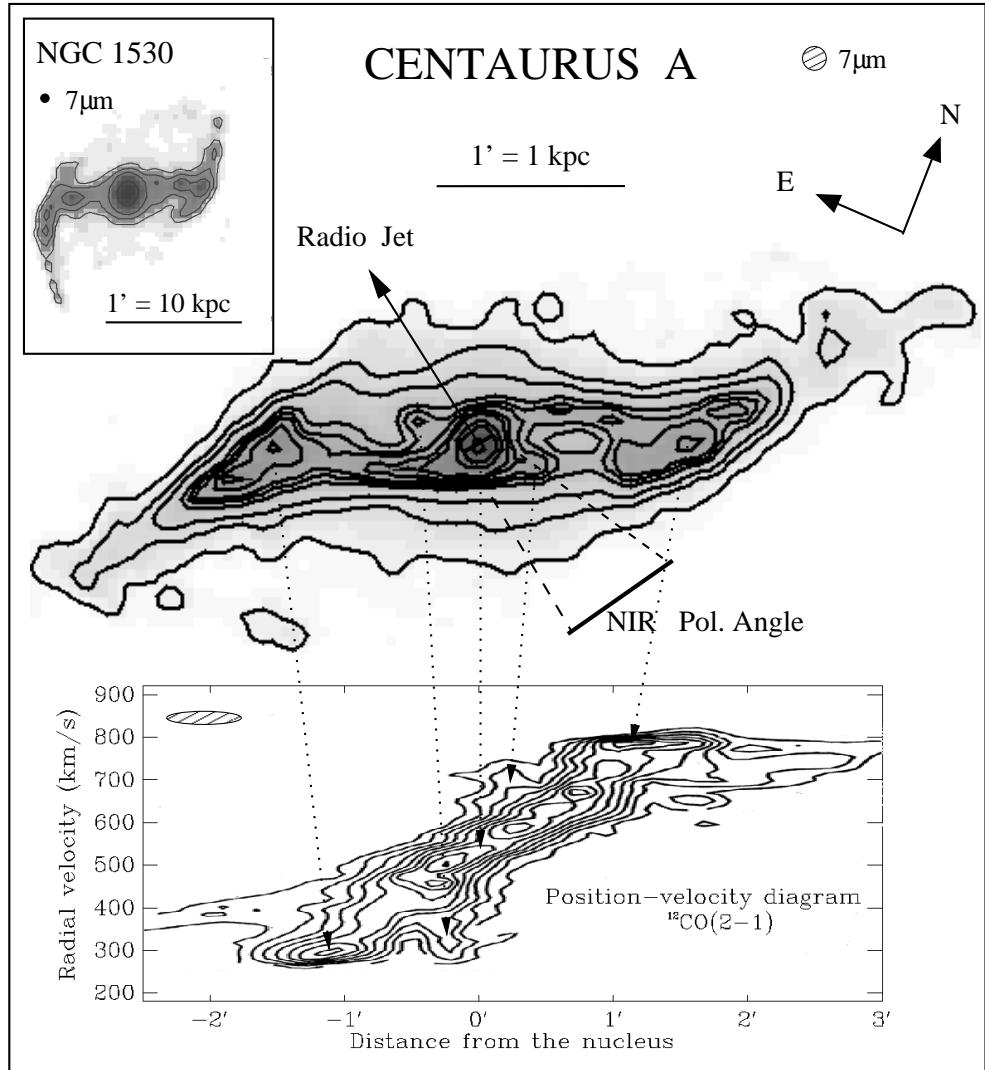 NGC 1530
7μm
1’ = 10 kpc
CENTAURUS A
7μm
N
E
1’ = 1 kpc
Radio Jet
NIR Pol. Angle
Radial velocity (km/s)
900
800
700
600
500
400
300
200
Position-velocity diagram
¹²CO(2-1)
-2' -1' 0' 1' 2' 3'
Distance from the nucleus